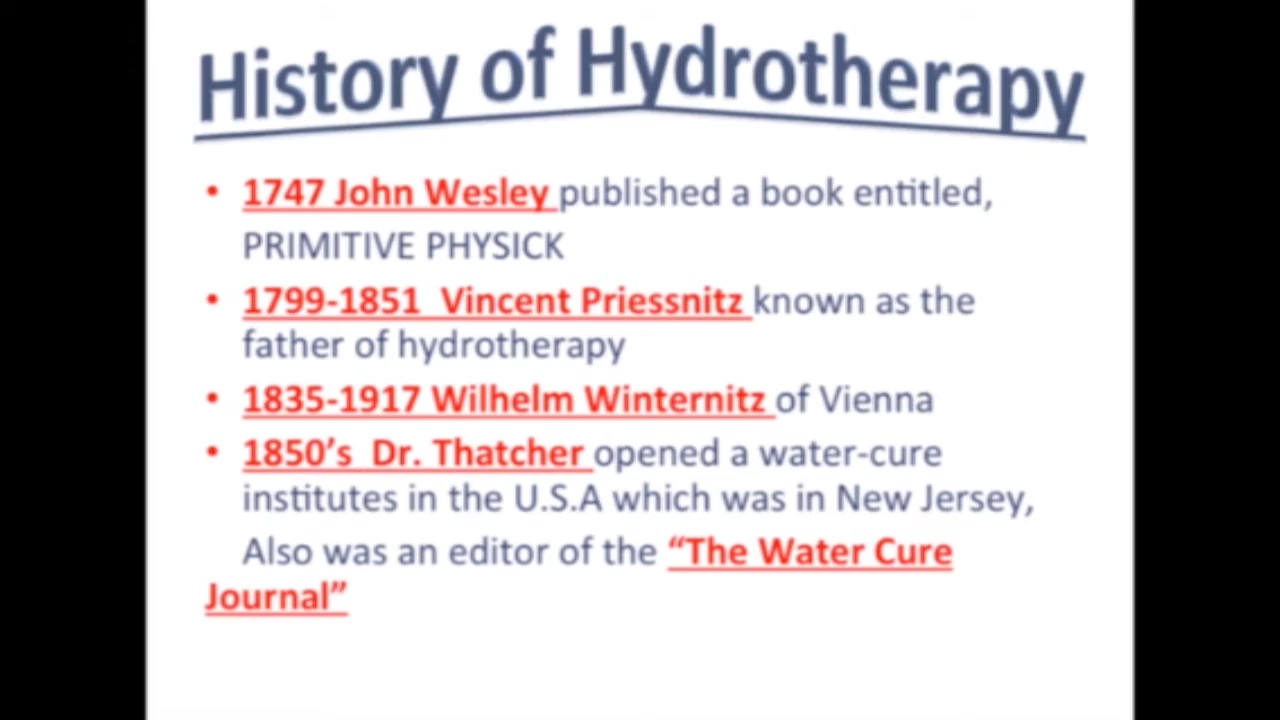 History of Hydrotherapy
• 1747 John Wesley published a book entitled,
PRIMITIVE PHYSICK
• 1799-1851 Vincent Priessnitz known as the
father of hydrotherapy
• 1835-1917 Wilhelm Winternitz of Vienna
• 1850’s Dr. Thatcher opened a water-cure
institutes in the U.S.A which was in New Jersey,
Also was an editor of the “The Water Cure
Journal”